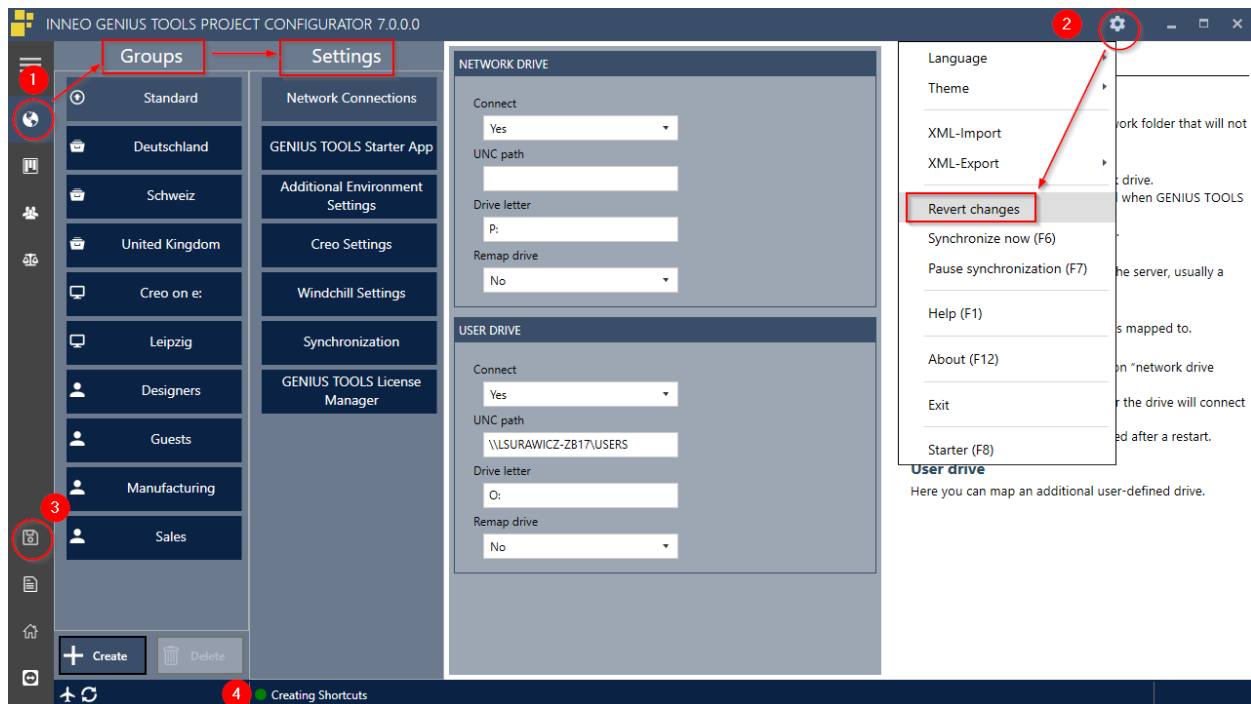 INNEO GENIUS TOOLS PROJECT CONFIGURATOR 7.0.0.0
2
1
Groups
Standard
Deutschland
Schweiz
United Kingdom
Creo on e:
Leipzig
Designers
Guests
Manufacturing
Sales
3
Create
Delete
Settings
Network Connections
GENIUS TOOLS Starter App
Additional Environment
Settings
Creo Settings
Windchill Settings
Synchronization
GENIUS TOOLS License
Manager
NETWORK DRIVE
Connect
Yes
UNC path
Drive letter
P:
Remap drive
No
USER DRIVE
Connect
Yes
UNC path
\\LSURAWICZ-ZB17\USERS
Drive letter
O:
Remap drive
No
Language
Theme
XML-Import
XML-Export
Revert changes
Synchronize now (F6)
Pause synchronization (F7)
Help (F1)
About (F12)
Exit
Starter (F8)
folder that will not
drive.
when GENIUS TOOLS
server, usually a
mapped to.
"network drive
the drive will connect
after a restart.
User drive
Here you can map an additional user-defined drive.
4
Creating Shortcuts